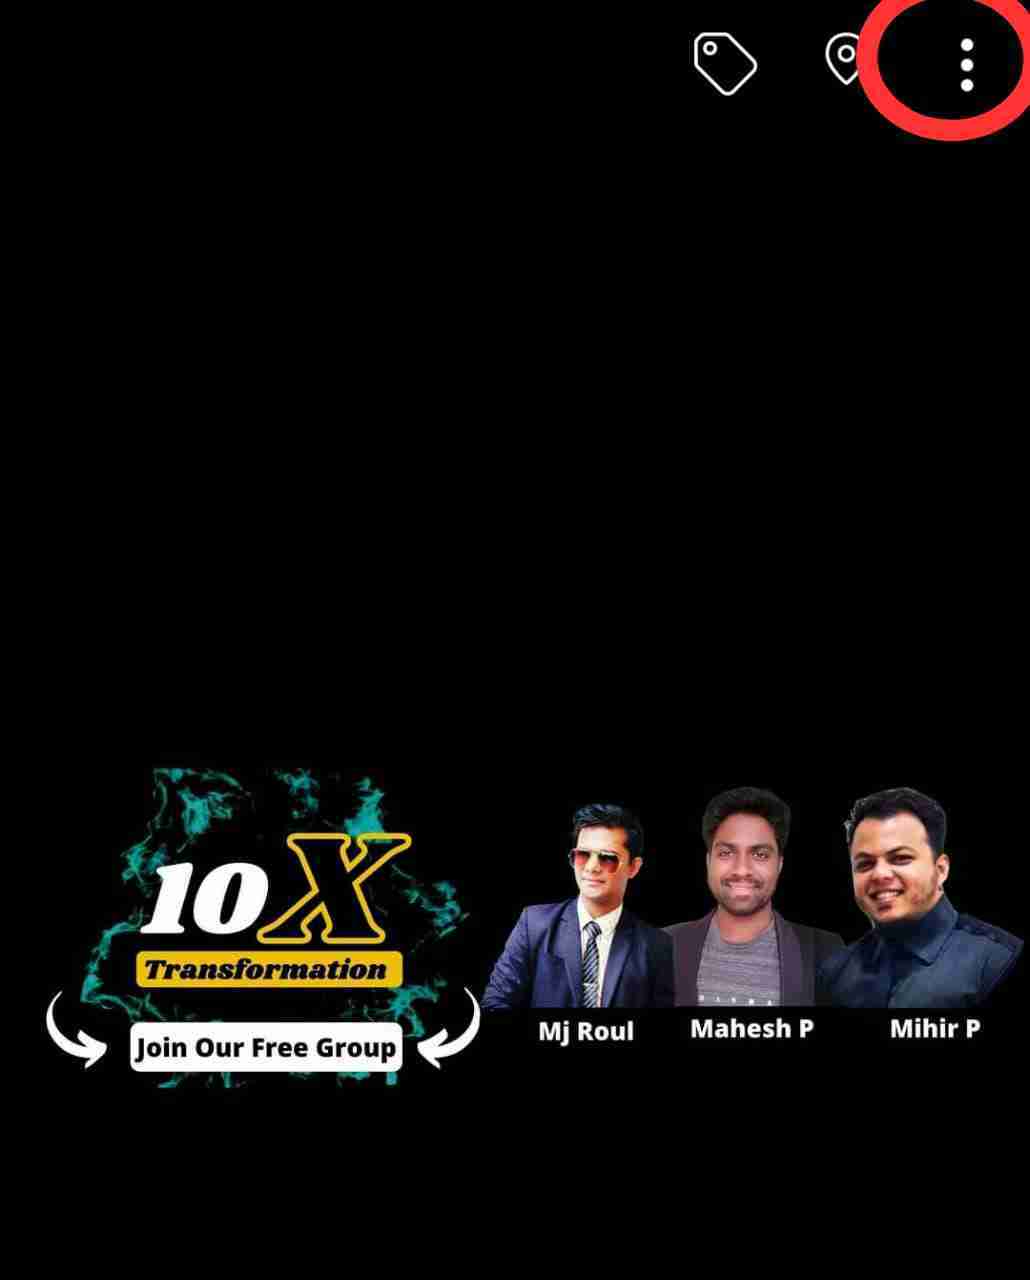 10X
Transformation
Join Our Free Group
Mj Roul
Mahesh P
Mihir P